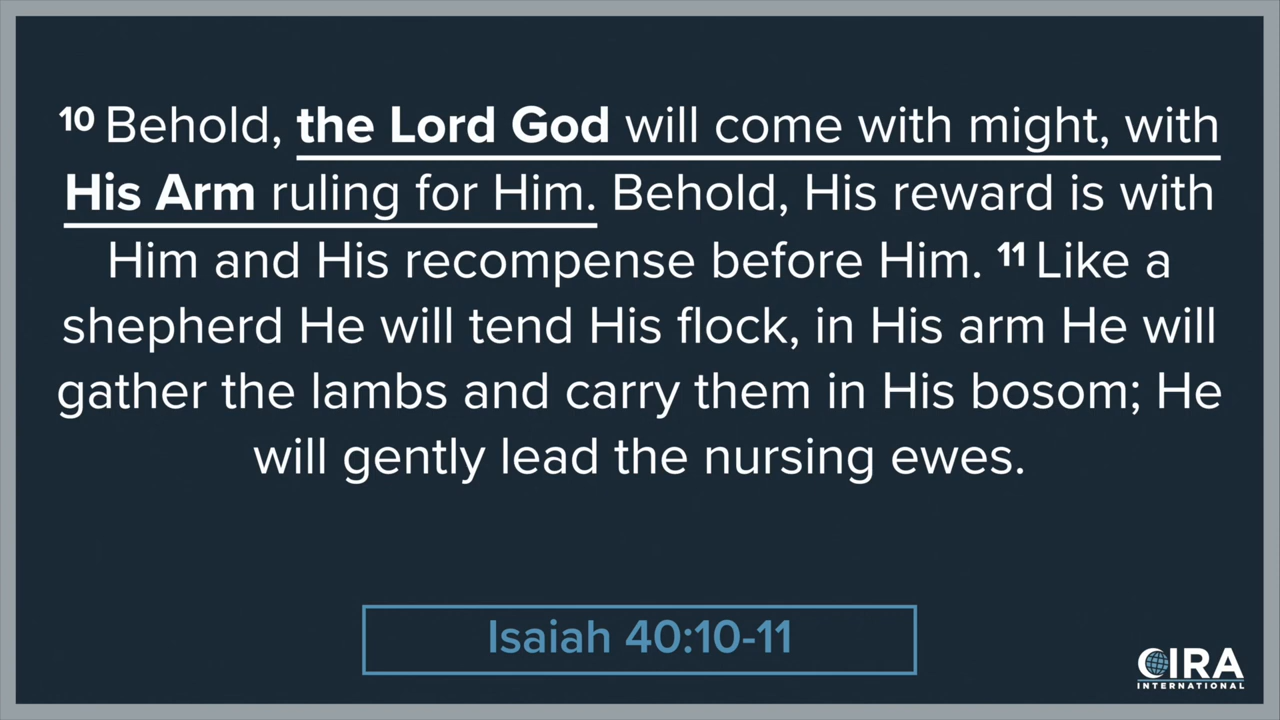 10 Behold, the Lord God will come with might, with
His Arm ruling for Him. Behold, His reward is with
Him and His recompense before Him. 11 Like a
shepherd He will tend His flock, in His arm He will
gather the lambs and carry them in His bosom; He
will gently lead the nursing ewes.
Isaiah 40:10-11
CIRA
INTERNATIONAL